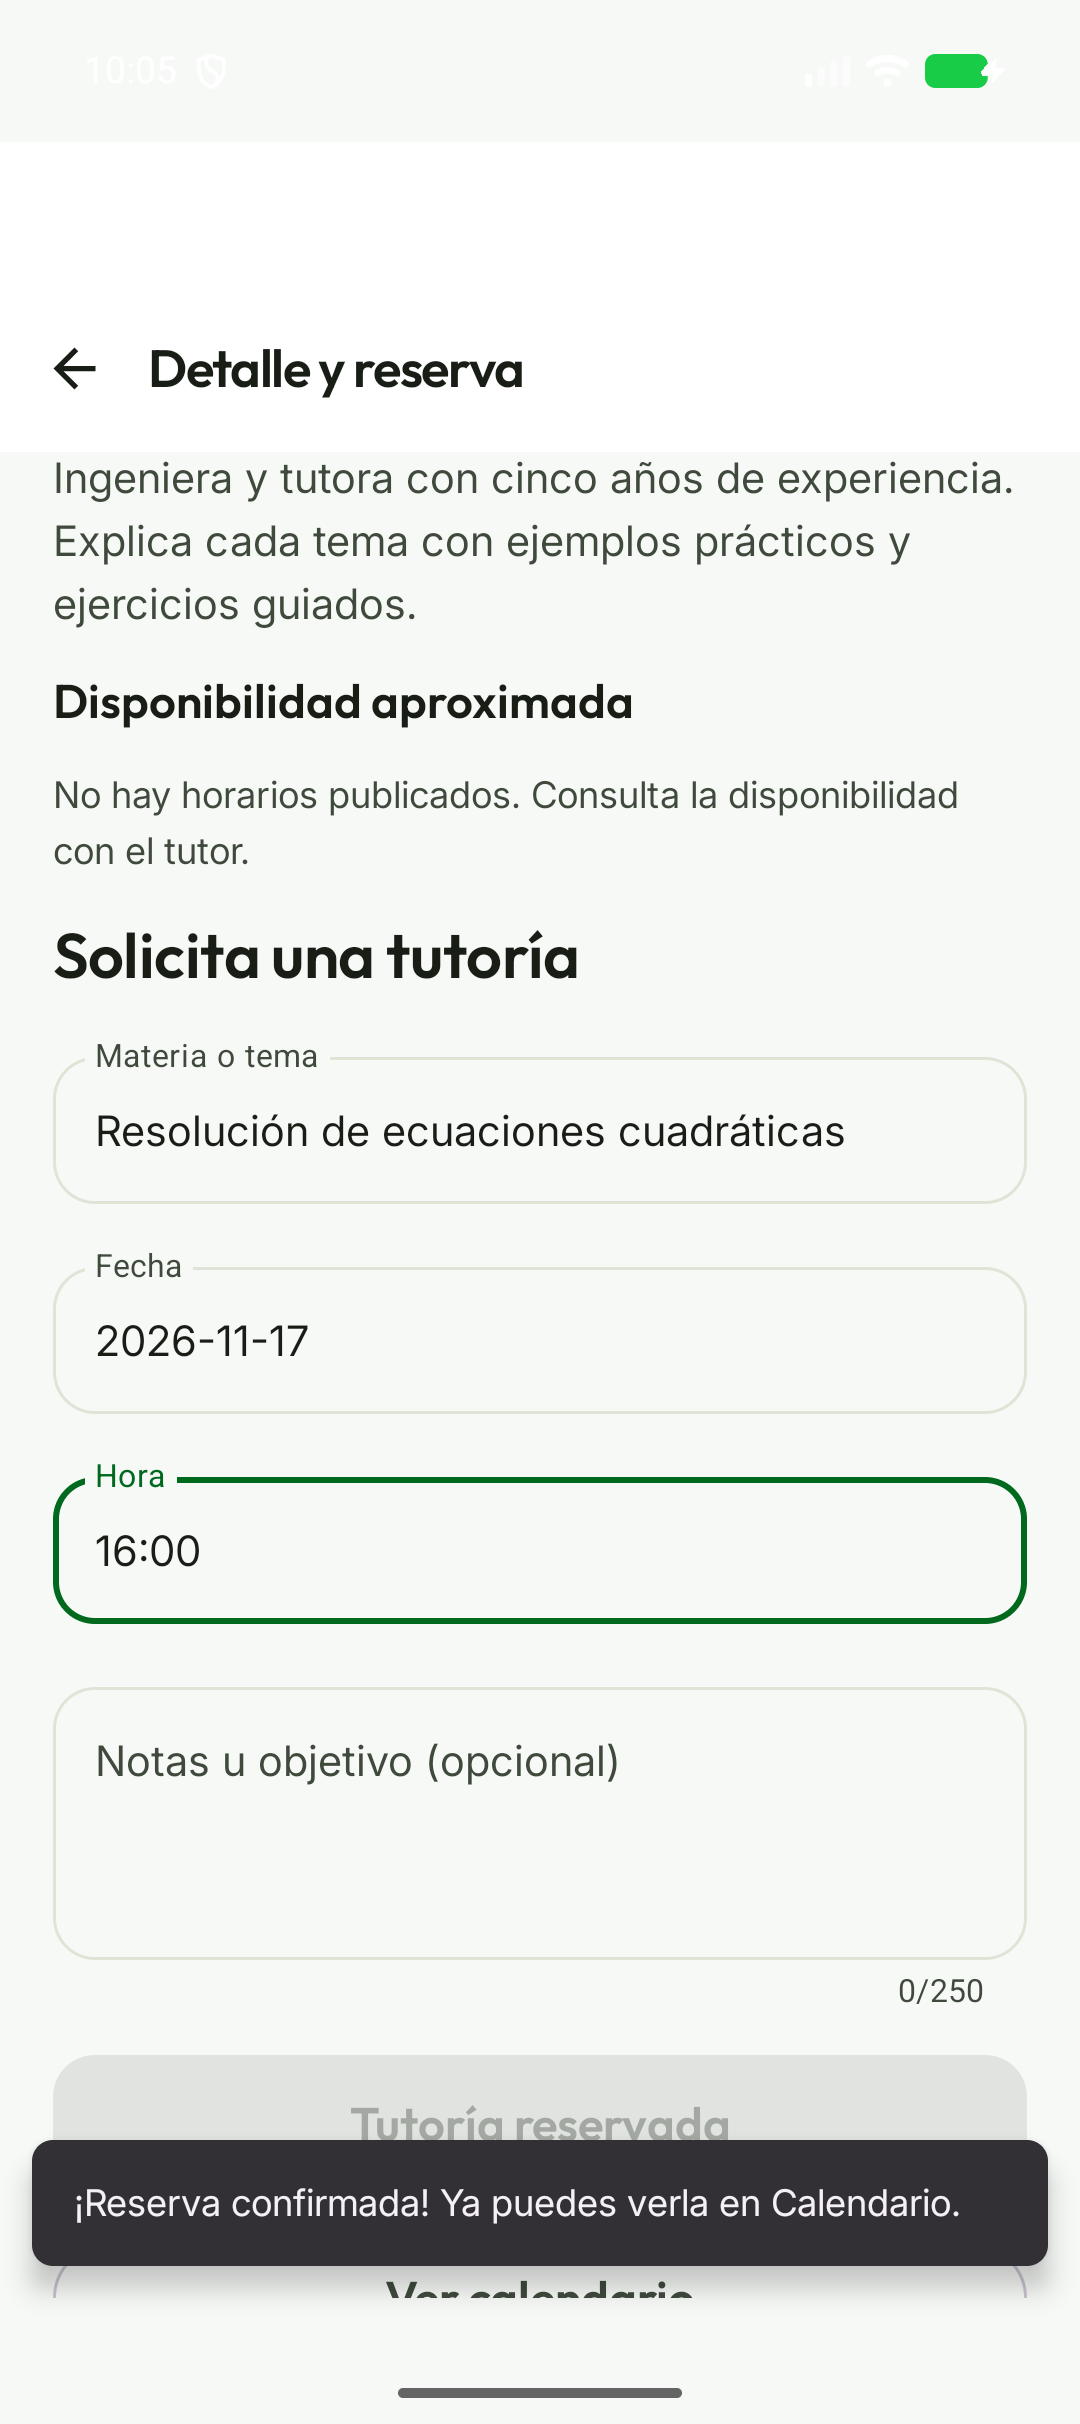 10:05
Detalle y reserva
Ingeniera y tutora con cinco años de experiencia.
Explica cada tema con ejemplos prácticos y
ejercicios guiados.
Disponibilidad aproximada
No hay horarios publicados. Consulta la disponibilidad
con el tutor.
Solicita una tutoría
Materia o tema
Resolución de ecuaciones cuadráticas
Fecha
2026-11-17
Hora
16:00
Notas u objetivo (opcional)
0/250
Tutoría reservada
¡Reserva confirmada! Ya puedes verla en Calendario.
Ver calendario